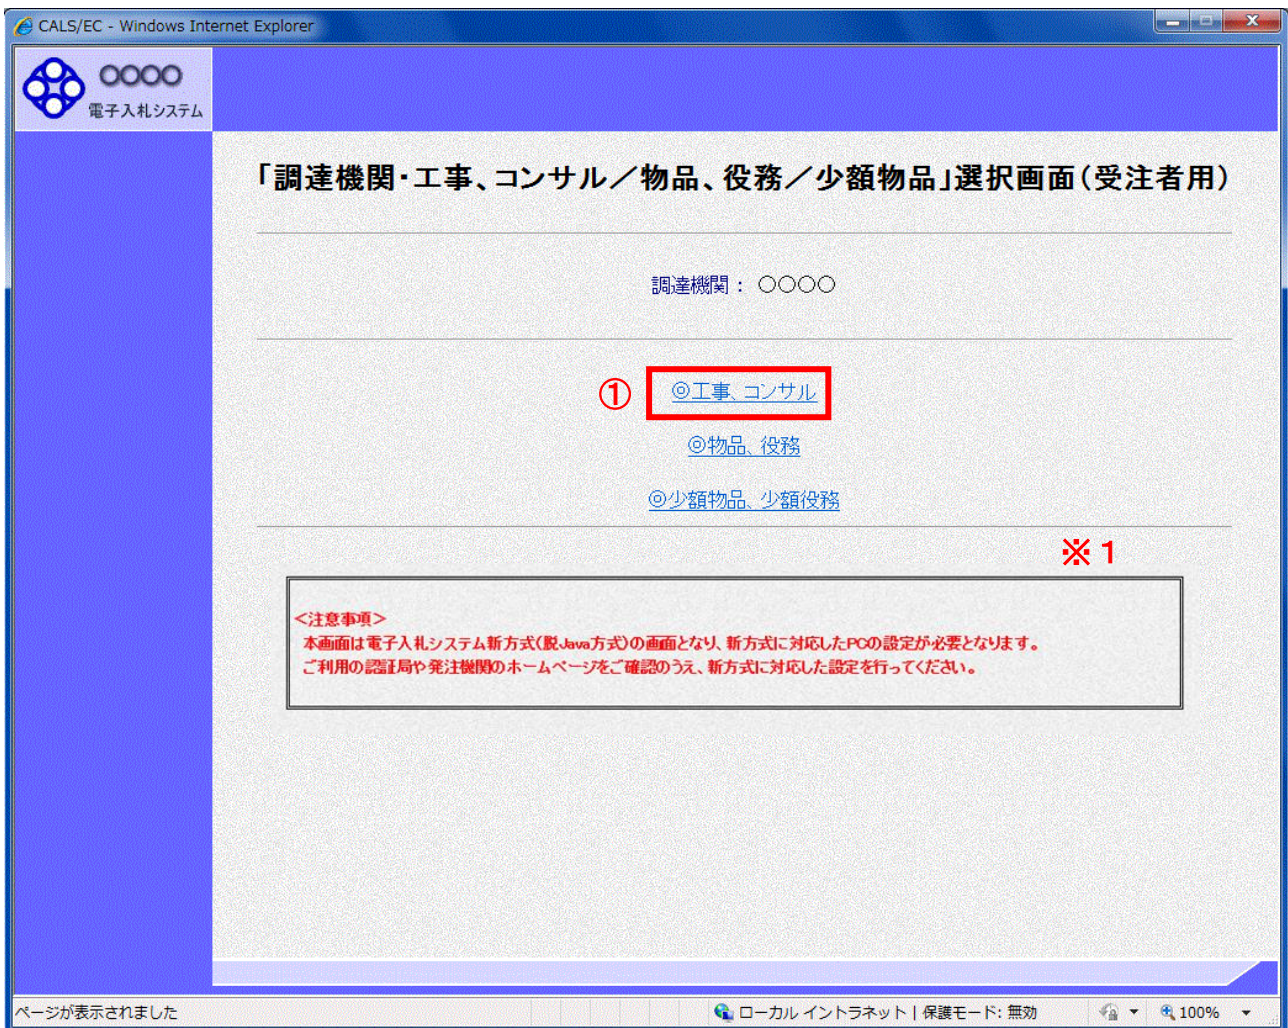 CALS/EC - Windows Internet Explorer
○○○○
電子入札システム
「調達機関・工事、コンサル／物品、役務／少額物品」選択画面（受注者用）
調達機関： ○○○○
① ◎工事、コンサル
◎物品、役務
◎少額物品、少額役務
※1
＜注意事項＞
本画面は電子入札システム新方式(脱Java方式)の画面となり、新方式に対応したPCの設定が必要となります。
ご利用の認証局や発注機関のホームページをご確認のうえ、新方式に対応した設定を行ってください。
ページが表示されました ローカル イントラネット | 保護モード: 無効 100%